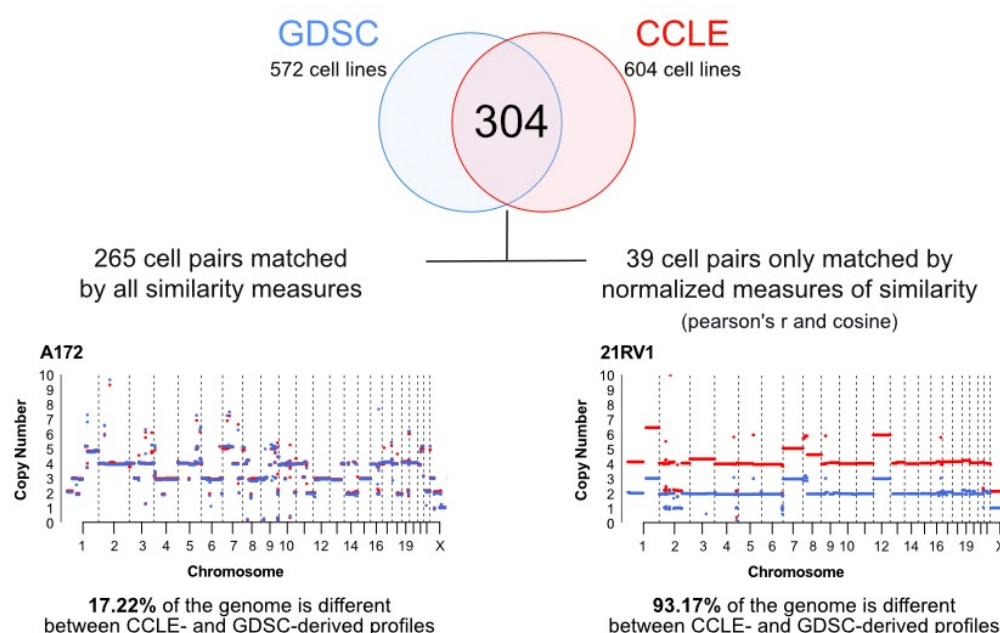 GDSC
572 cell lines
CCLE
604 cell lines
304
265 cell pairs matched
by all similarity measures
39 cell pairs only matched by
normalized measures of similarity
(pearson's r and cosine)
A172
10
9
8
7
6
5
4
3
2
1
0
Copy Number
1 2 3 4 5 6 7 8 9 10 12 14 16 19 X
Chromosome
17.22% of the genome is different
between CCLE- and GDSC-derived profiles
21RV1
10
9
8
7
6
5
4
3
2
1
0
Copy Number
1 2 3 4 5 6 7 8 9 10 12 14 16 19 X
Chromosome
93.17% of the genome is different
between CCLE- and GDSC-derived profiles